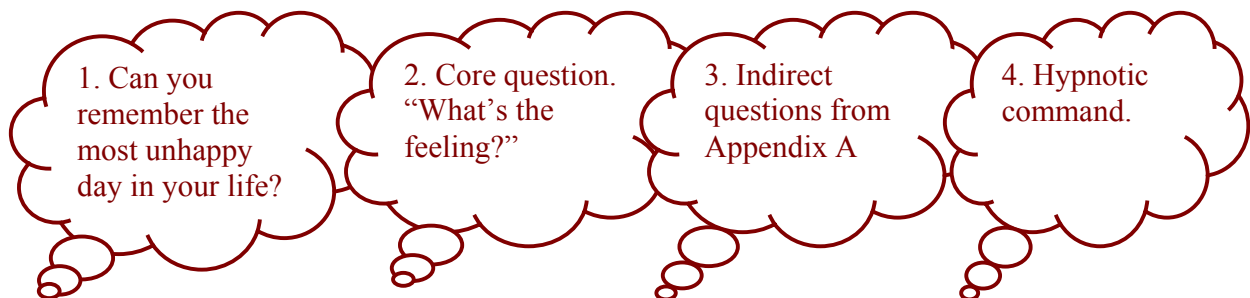 1. Can you
remember the
most unhappy
day in your life?
2. Core question.
“What’s the
feeling?”
3. Indirect
questions from
Appendix A
4. Hypnotic
command.